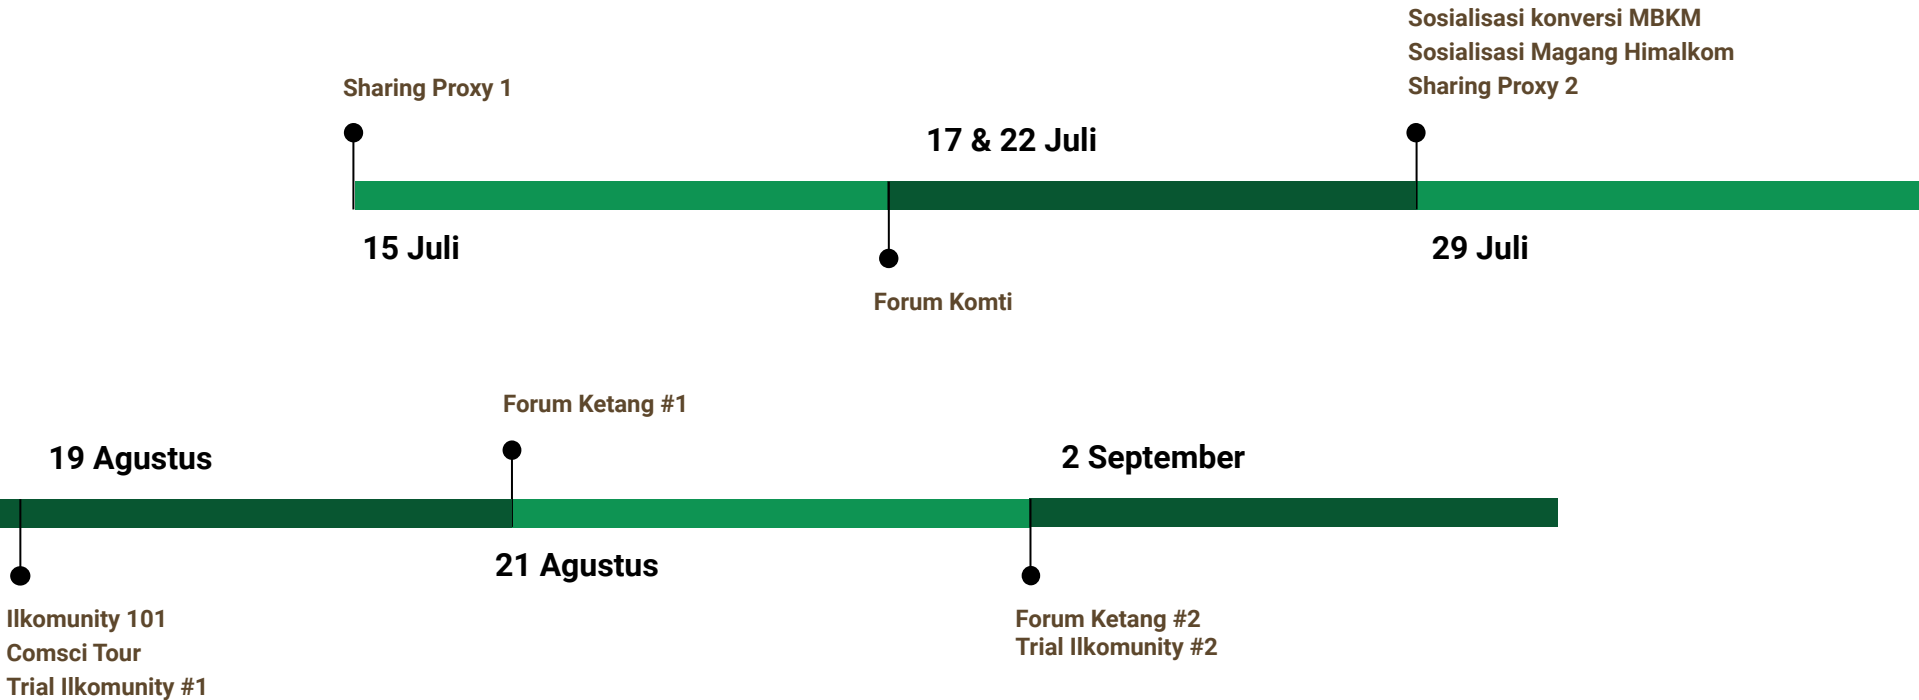 Sosialisasi konversi MBKM
Sosialisasi Magang Himalkom
Sharing Proxy 2
Sharing Proxy 1
17 & 22 Juli
15 Juli
29 Juli
Forum Komti
Forum Ketang #1
19 Agustus
2 September
21 Agustus
Ilkomunity 101
Comsci Tour
Trial Ilkomunity #1
Forum Ketang #2
Trial Ilkomunity #2